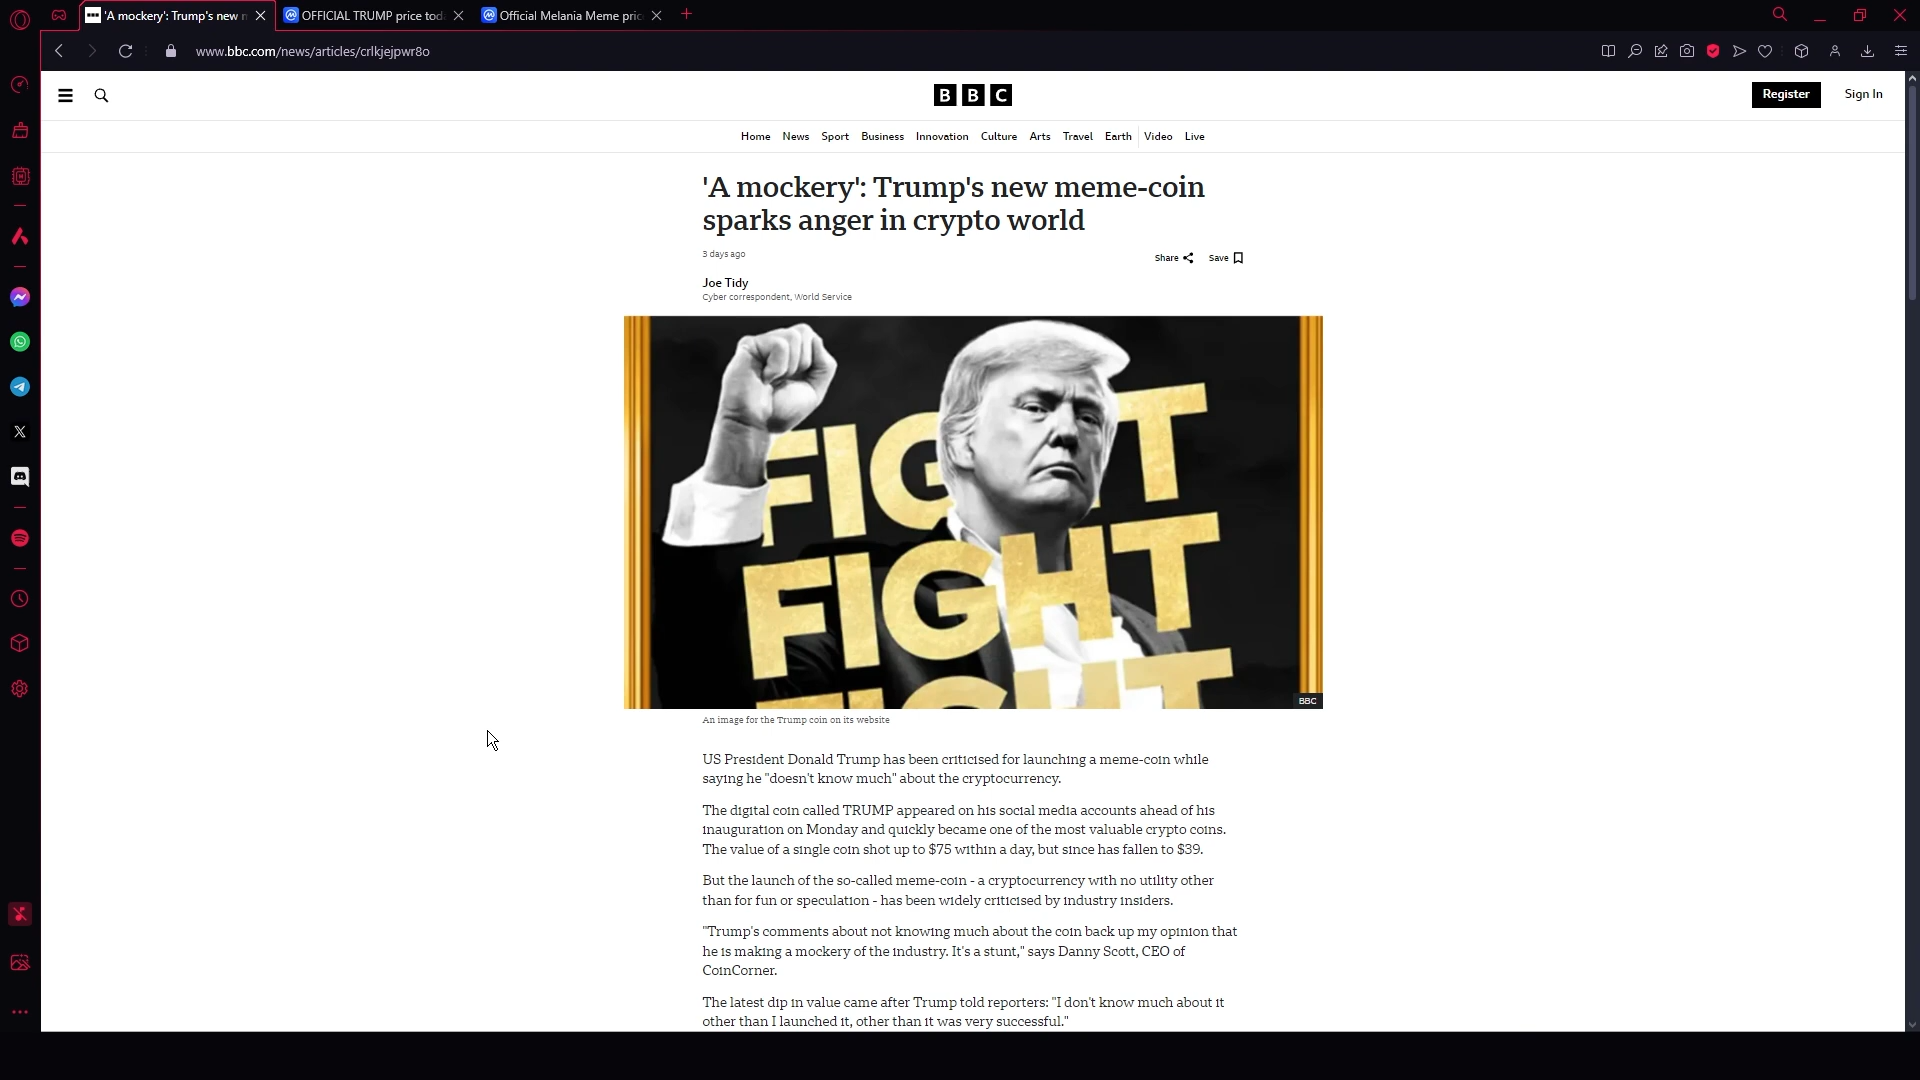 'A mockery': Trump's new m
OFFICIAL TRUMP price tod
Official Melania Meme pric
www.bbc.com/news/articles/crlkjejpwr8o
BBC
Register
Sign In
Home News Sport Business Innovation Culture Arts Travel Earth Video Live
'A mockery': Trump's new meme-coin
sparks anger in crypto world
3 days ago
Share
Save
Joe Tidy
Cyber correspondent, World Service
FIGHT
FIGHT
FIGHT
BBC
An image for the Trump coin on its website
US President Donald Trump has been criticised for launching a meme-coin while
saying he "doesn't know much" about the cryptocurrency.
The digital coin called TRUMP appeared on his social media accounts ahead of his
inauguration on Monday and quickly became one of the most valuable crypto coins.
The value of a single coin shot up to $75 within a day, but since has fallen to $39.
But the launch of the so-called meme-coin - a cryptocurrency with no utility other
than for fun or speculation - has been widely criticised by industry insiders.
"Trump's comments about not knowing much about the coin back up my opinion that
he is making a mockery of the industry. It's a stunt," says Danny Scott, CEO of
CoinCorner.
The latest dip in value came after Trump told reporters: "I don't know much about it
other than I launched it, other than it was very successful."